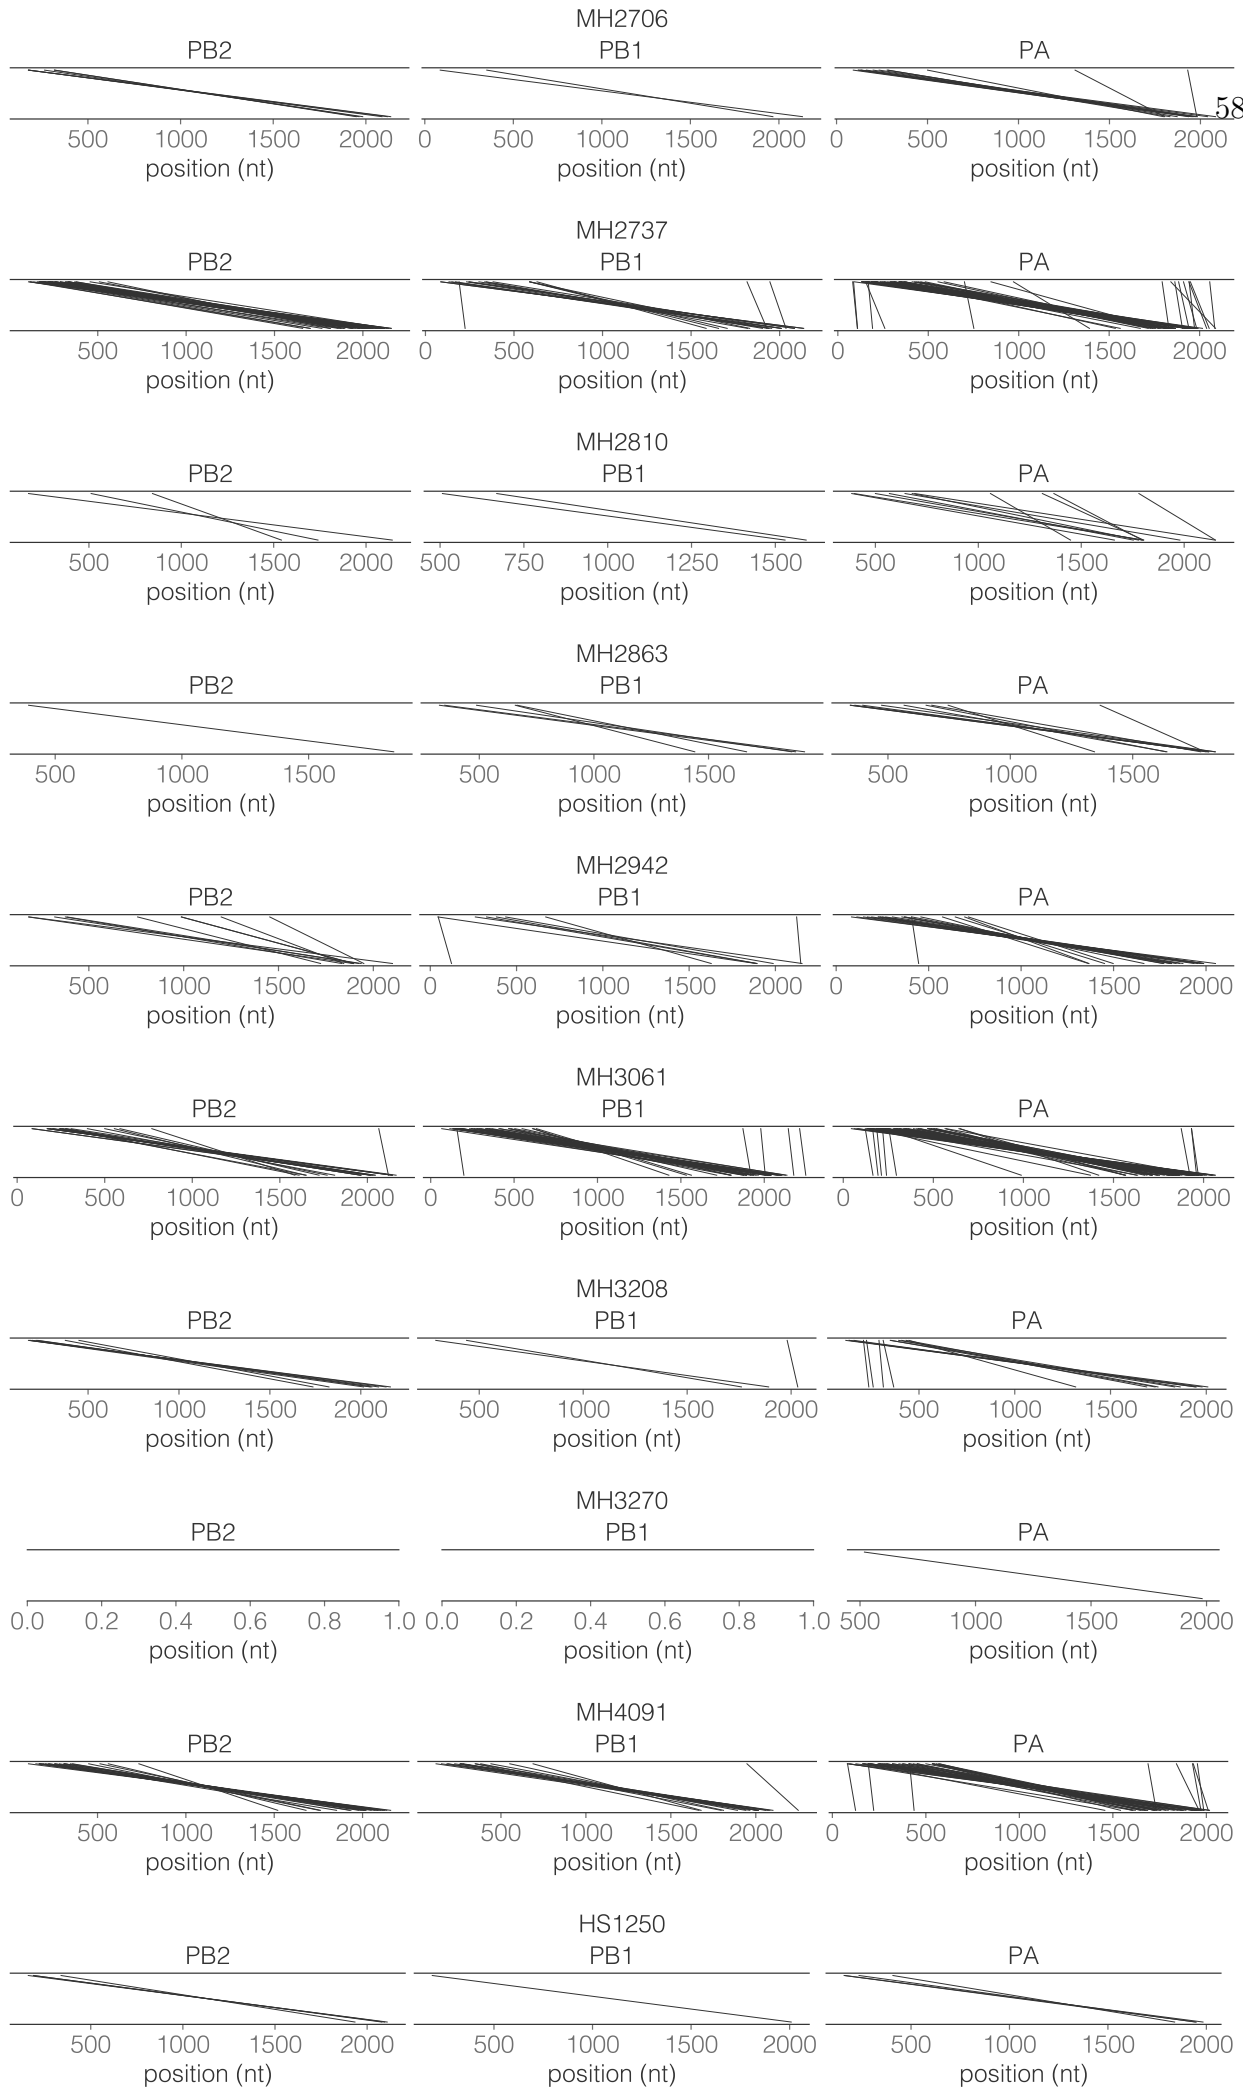 MH2706
PB2 PB1 PA
58
500 1000 1500 2000 0 500 1000 1500 2000 0 500 1000 1500 2000
position (nt) position (nt) position (nt)
MH2737
PB2 PB1 PA
500 1000 1500 2000 0 500 1000 1500 2000 0 500 1000 1500 2000
position (nt) position (nt) position (nt)
MH2810
PB2 PB1 PA
500 1000 1500 2000 500 750 1000 1250 1500 500 1000 1500 2000
position (nt) position (nt) position (nt)
MH2863
PB2 PB1 PA
500 1000 1500 500 1000 1500 500 1000 1500
position (nt) position (nt) position (nt)
MH2942
PB2 PB1 PA
500 1000 1500 2000 0 500 1000 1500 2000 0 500 1000 1500 2000
position (nt) position (nt) position (nt)
MH3061
PB2 PB1 PA
0 500 1000 1500 2000 0 500 1000 1500 2000 0 500 1000 1500 2000
position (nt) position (nt) position (nt)
MH3208
PB2 PB1 PA
500 1000 1500 2000 500 1000 1500 2000 500 1000 1500 2000
position (nt) position (nt) position (nt)
MH3270
PB2 PB1 PA
0.0 0.2 0.4 0.6 0.8 1.0 0.0 0.2 0.4 0.6 0.8 1.0 500 1000 1500 2000
position (nt) position (nt) position (nt)
MH4091
PB2 PB1 PA
500 1000 1500 2000 500 1000 1500 2000 0 500 1000 1500 2000
position (nt) position (nt) position (nt)
HS1250
PB2 PB1 PA
500 1000 1500 2000 500 1000 1500 2000 500 1000 1500 2000
position (nt) position (nt) position (nt)